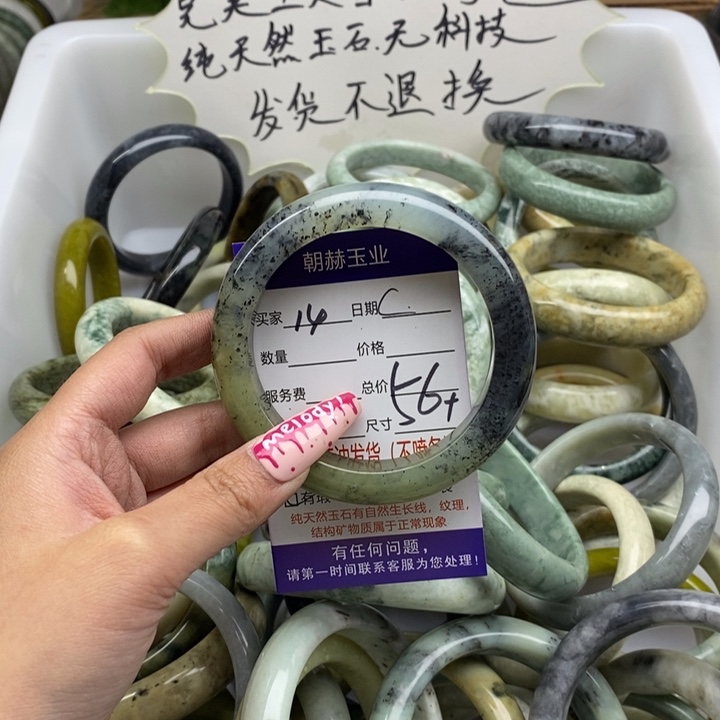 纯天然玉石.无科技
发货不退换
朝赫玉业
买家 14 日期 C
数量 价格
服务费 总价 56+
尺寸
melody
纯天然玉石有自然生长线，纹理，
结构矿物质属于正常现象
有任何问题，
请第一时间联系客服为您处理！